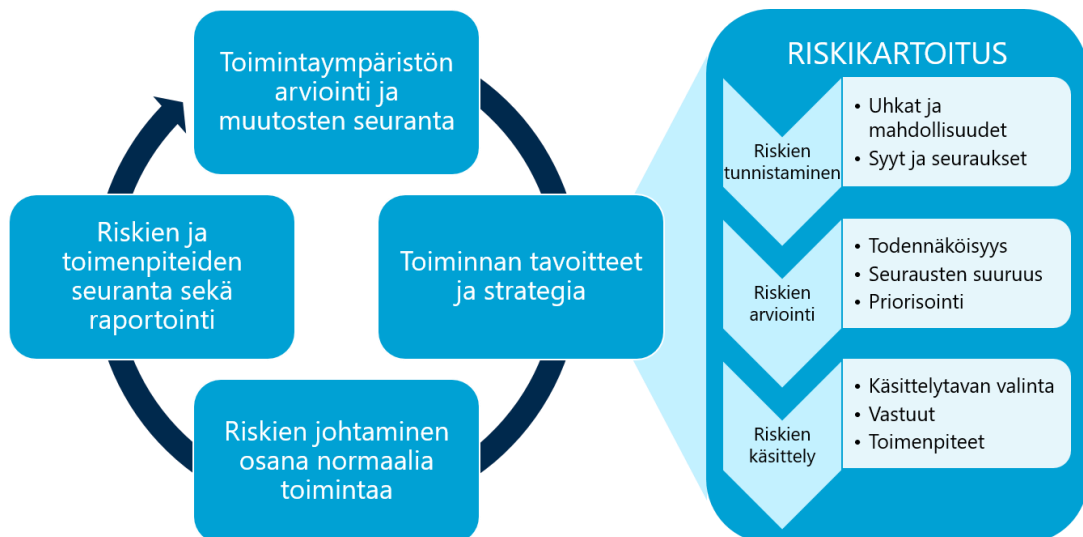 Toimintaympäristön
arviointi ja
muutosten seuranta
Toiminnan tavoitteet
ja strategia
Riskien johtaminen
osana normaalia
toimintaa
Riskien ja
toimenpiteiden
seuranta sekä
raportointi
RISKIKARTOITUS
Riskien
tunnistaminen
• Uhkat ja
mahdollisuudet
• Syyt ja seuraukset
Riskien
arviointi
• Todennäköisyys
• Seurausten suuruus
• Priorisointi
Riskien
käsittely
• Käsittelytavan valinta
• Vastuut
• Toimenpiteet